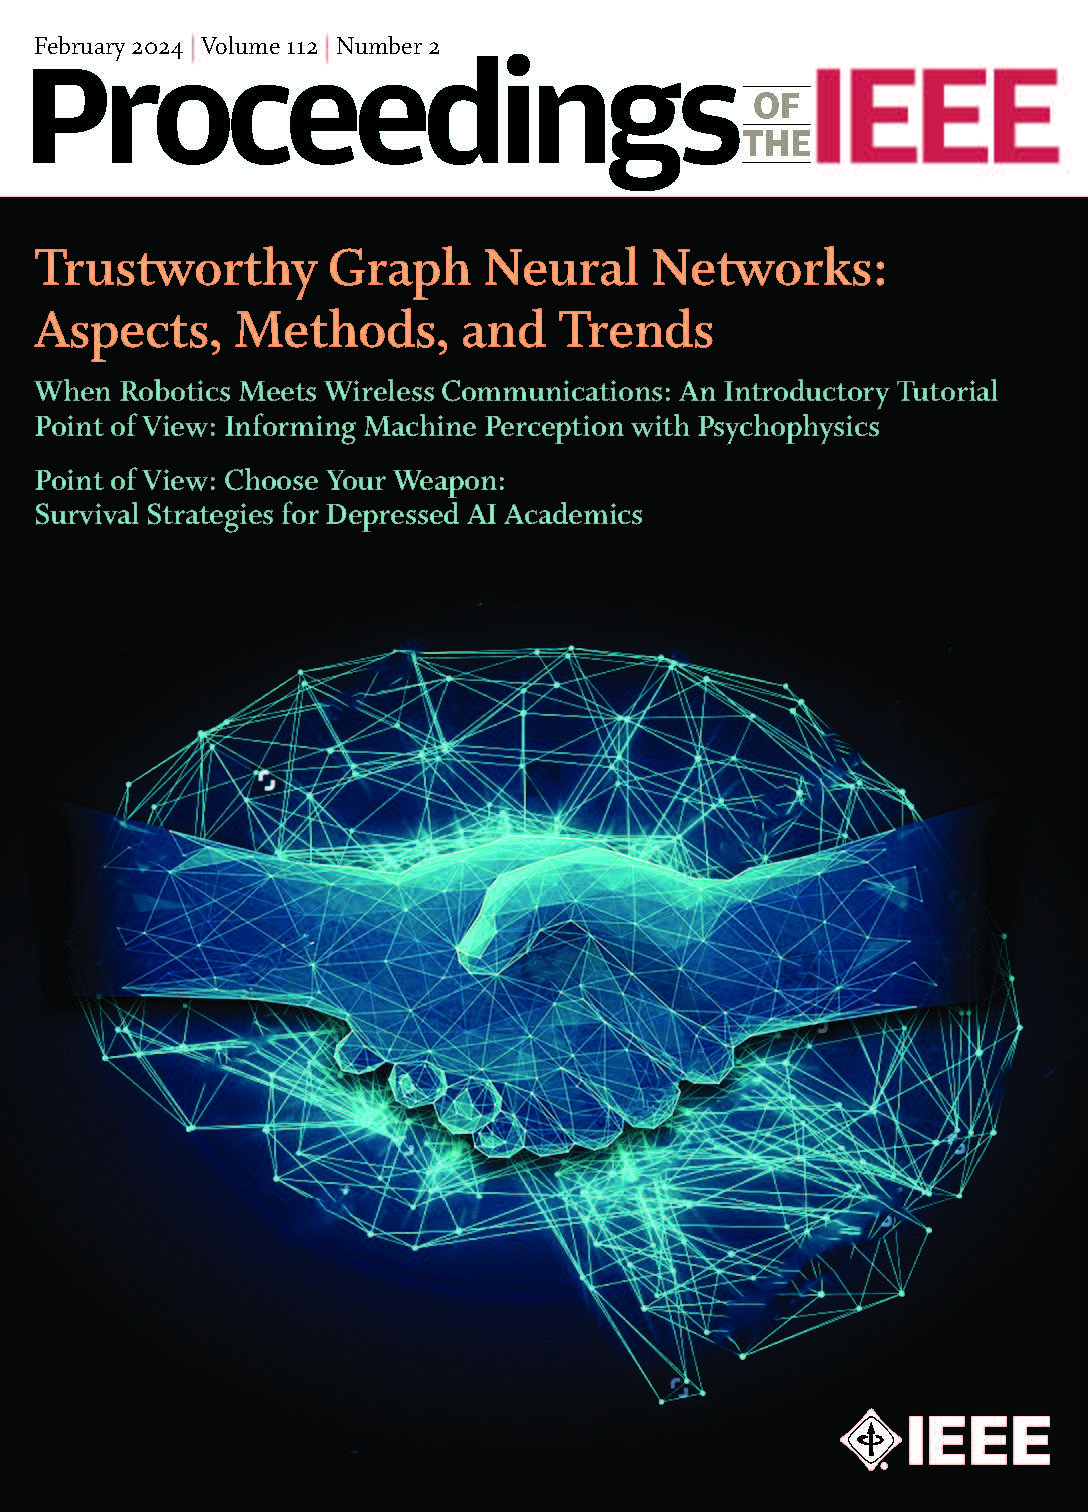 February 2024 | Volume 112 | Number 2
Proceedings OF THE IEEE
Trustworthy Graph Neural Networks:
Aspects, Methods, and Trends
When Robotics Meets Wireless Communications: An Introductory Tutorial
Point of View: Informing Machine Perception with Psychophysics
Point of View: Choose Your Weapon:
Survival Strategies for Depressed AI Academics
IEEE